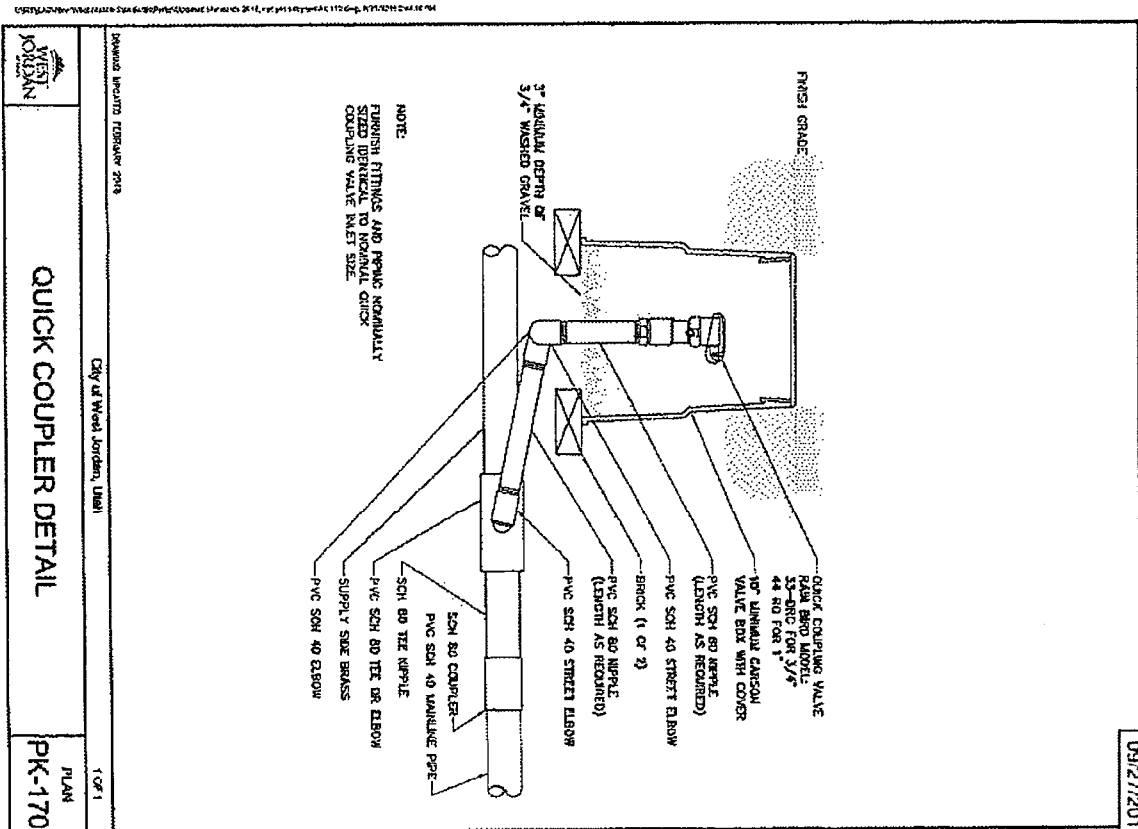 FINISH GRADE
3" MINIMUM DEPTH OF
3/4" WASHED GRAVEL
NOTE:
FURNISH FITTINGS AND PIPING NOMINALLY
SIZED IDENTICAL TO NOMINAL QUICK
COUPLING VALVE INLET SIZE.
QUICK COUPLING VALVE
RAIN BIRD MODEL:
33-DRC FOR 3/4"
44 RC FOR 1"
10" MINIMUM CARSON
VALVE BOX WITH COVER
PVC SCH 80 NIPPLE
(LENGTH AS REQUIRED)
PVC SCH 40 STREET ELBOW
BRICK (1 OF 2)
PVC SCH 80 NIPPLE
(LENGTH AS REQUIRED)
PVC SCH 40 STREET ELBOW
SCH 80 COUPLER
PVC SCH 40 MAINLINE PIPE
SCH 80 TEE NIPPLE
PVC SCH 80 TEE OR ELBOW
SUPPLY SIDE BRASS
PVC SCH 40 ELBOW
DRAWING UPDATED FEBRUARY
City of West Jordan, Utah
1 OF 1
WEST
JORDAN
QUICK COUPLER DETAIL
PLAN
PK-170
09/27/201